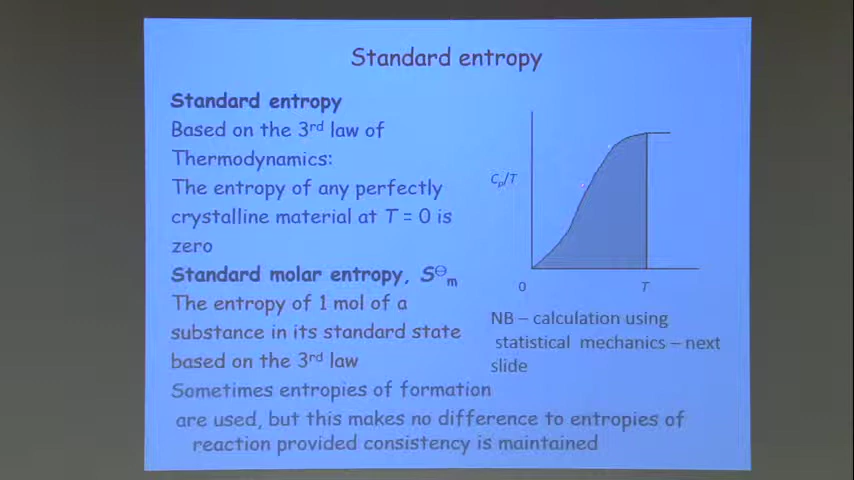 Standard entropy
Standard entropy
Based on the 3rd law of
Thermodynamics:
The entropy of any perfectly
crystalline material at T = 0 is
zero
Standard molar entropy, S⊖m
The entropy of 1 mol of a
substance in its standard state
based on the 3rd law
Sometimes entropies of formation
are used, but this makes no difference to entropies of
reaction provided consistency is maintained
Cp/T
0
T
NB – calculation using
statistical mechanics – next
slide